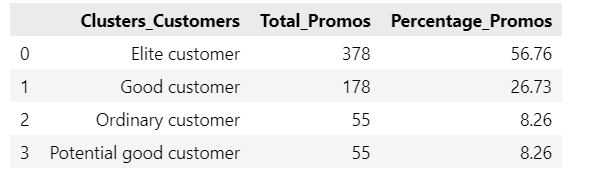 Clusters_Customers Total_Promos Percentage_Promos
0 Elite customer 378 56.76
1 Good customer 178 26.73
2 Ordinary customer 55 8.26
3 Potential good customer 55 8.26